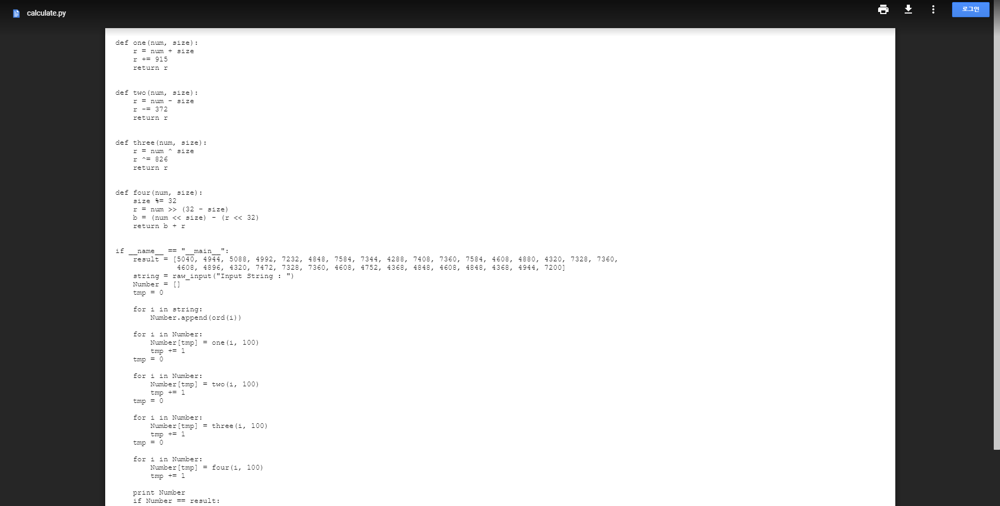 calculate.py
로그인
def one(num, size):
    r = num + size
    r += 915
    return r
def two(num, size):
    r = num - size
    r -= 372
    return r
def three(num, size):
    r = num ^ size
    r ^= 826
    return r
def four(num, size):
    size %= 32
    r = num >> (32 - size)
    b = (num << size) - (r << 32)
    return b + r
if __name__ == "__main__":
    result = [5040, 4944, 5088, 4992, 7232, 4848, 7584, 7344, 4288, 7408, 7360, 7584, 4608, 4880, 4320, 7328, 7360,
              4608, 4896, 4320, 7472, 7328, 7360, 4608, 4752, 4368, 4848, 4608, 4848, 4368, 4944, 7200]
    string = raw_input("Input String : ")
    Number = []
    tmp = 0
    for i in string:
        Number.append(ord(i))
    for i in Number:
        Number[tmp] = one(i, 100)
        tmp += 1
    tmp = 0
    for i in Number:
        Number[tmp] = two(i, 100)
        tmp += 1
    tmp = 0
    for i in Number:
        Number[tmp] = three(i, 100)
        tmp += 1
    tmp = 0
    for i in Number:
        Number[tmp] = four(i, 100)
        tmp += 1
    print Number
    if Number == result: